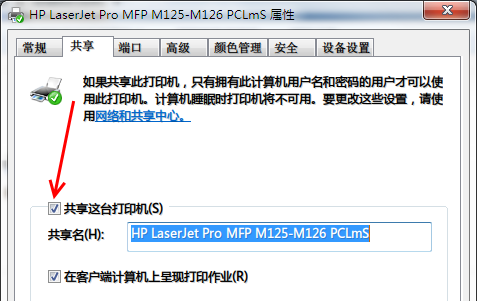 HP LaserJet Pro MFP M125-M126 PCLmS 属性
常规 共享 端口 高级 颜色管理 安全 设备设置
如果共享此打印机，只有拥有此计算机用户名和密码的用户才可以使
用此打印机。计算机睡眠时打印机将不可用。要更改这些设置，请使
用网络和共享中心。
共享这台打印机(S)
共享名(H): HP LaserJet Pro MFP M125-M126 PCLmS
在客户端计算机上呈现打印作业(R)